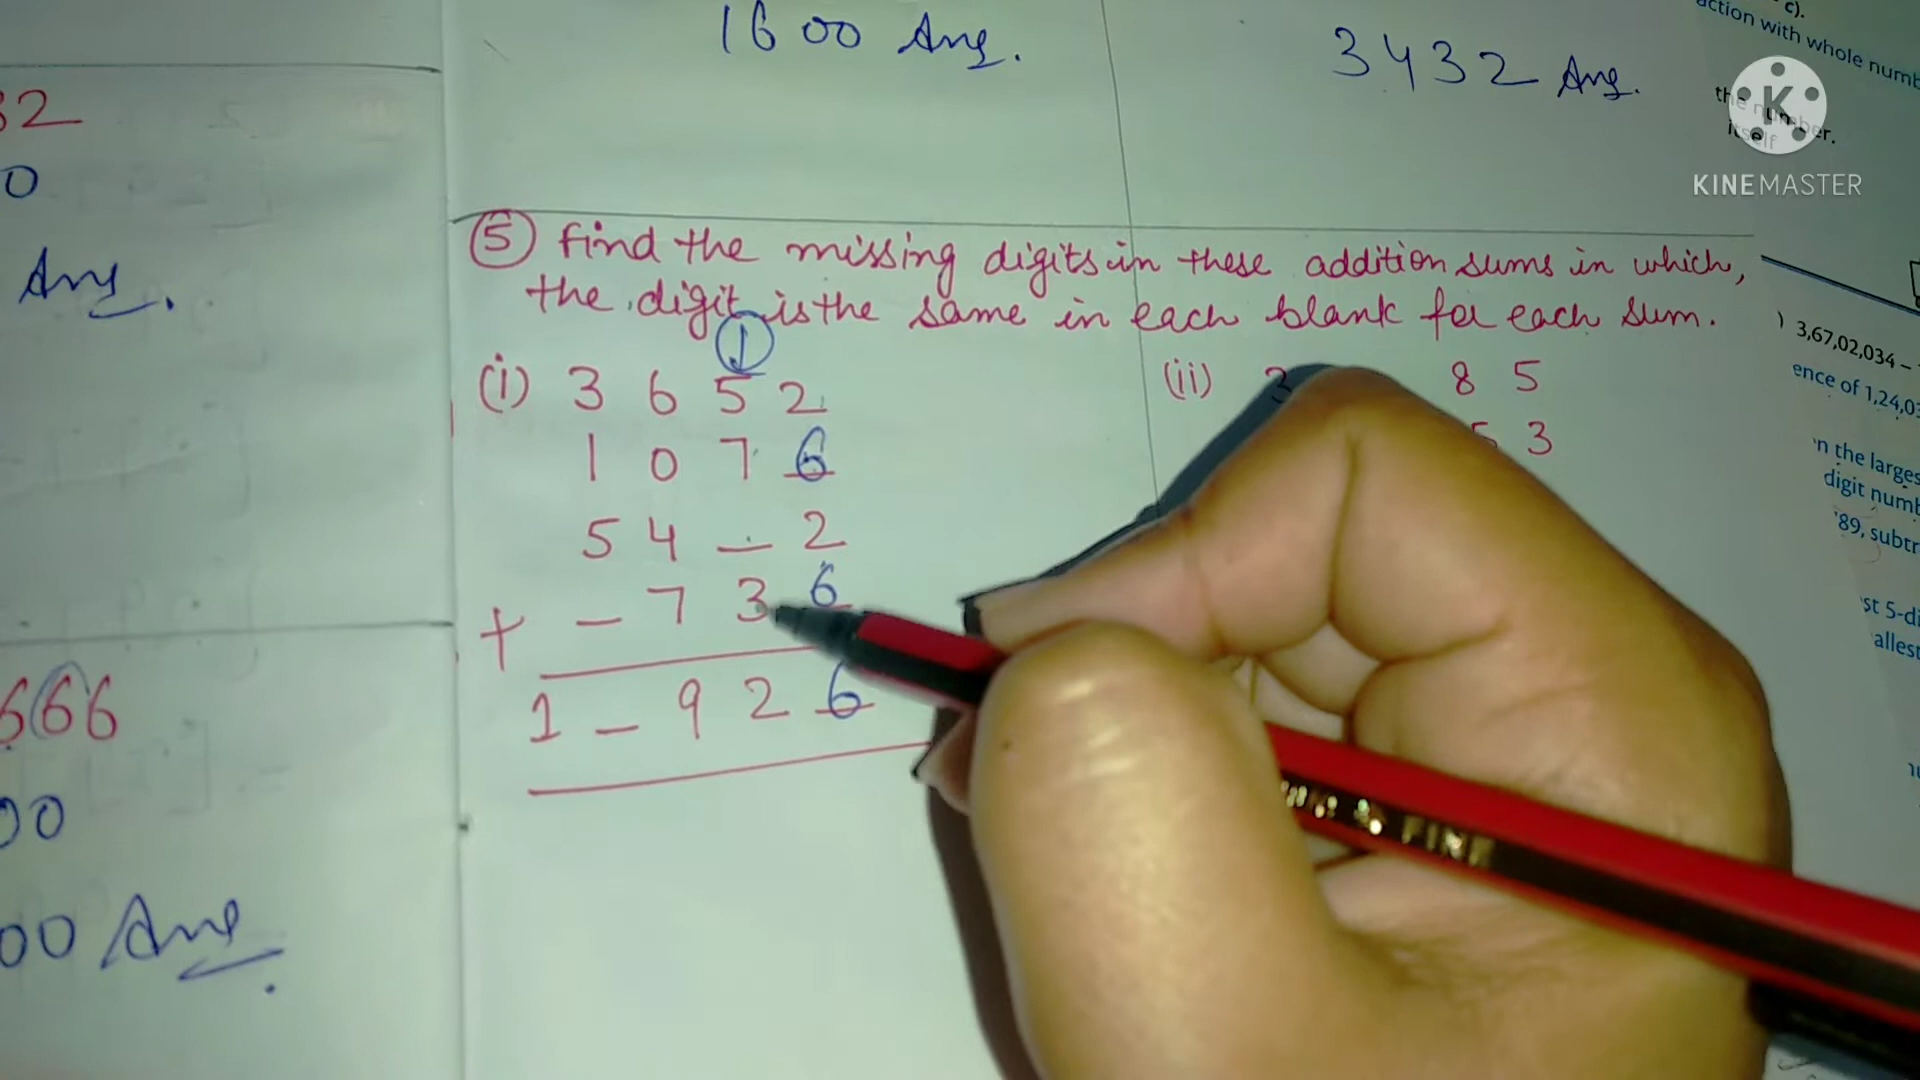 1600 Ans.
3432 Ans.
c).
action with whole numb
the number.
itself
K
KINEMASTER
32
0
Ans.
666
00
00 Ans.
5 Find the missing digits in these addition sums in which,
the digit is the same in each blank for each sum.
1
(i) 3 6 5 2
1 0 7 6
5 4 _ 2
+ _ 7 3 6
1 _ 9 2 6
(ii) 3 8 5
5 3
) 3,67,02,034 –
ence of 1,24,03
n the larges
digit numb
'89, subtr
st 5-di
allest
& FINE